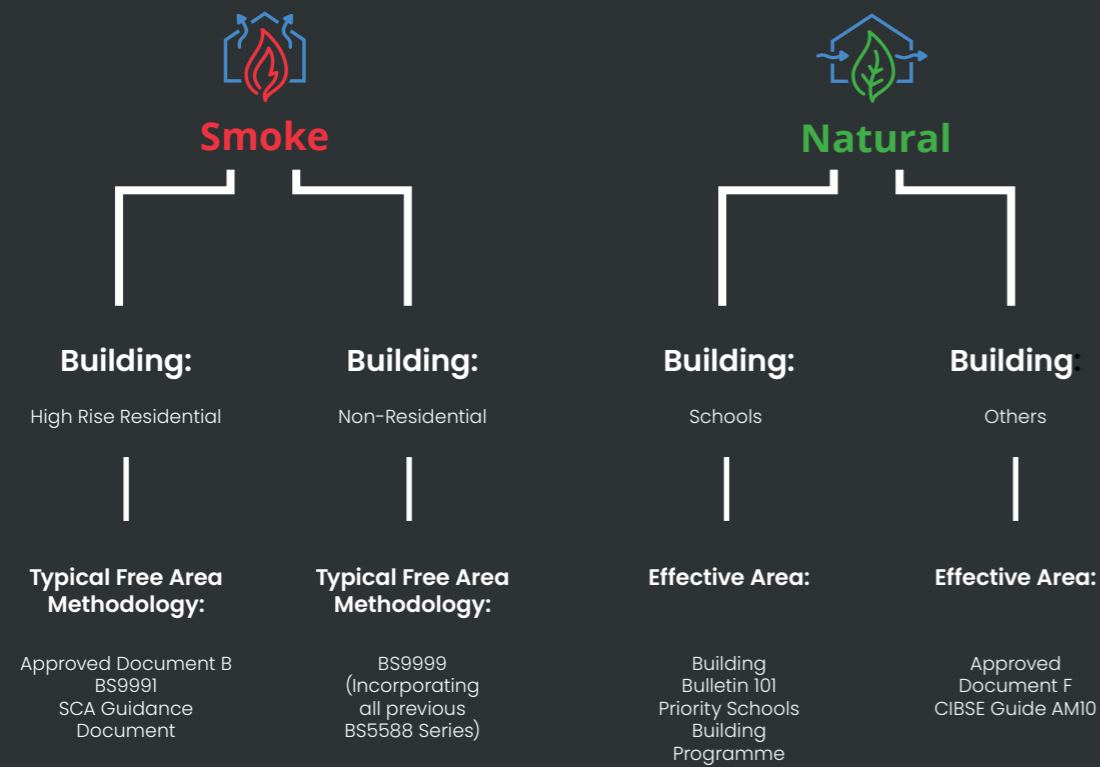 Smoke
Natural
Building:
High Rise Residential
Typical Free Area
Methodology:
Approved Document B
BS9991
SCA Guidance
Document
Building:
Non-Residential
Typical Free Area
Methodology:
BS9999
(Incorporating
all previous
BS5588 Series)
Building:
Schools
Effective Area:
Building
Bulletin 101
Priority Schools
Building
Programme
Building:
Others
Effective Area:
Approved
Document F
CIBSE Guide AM10